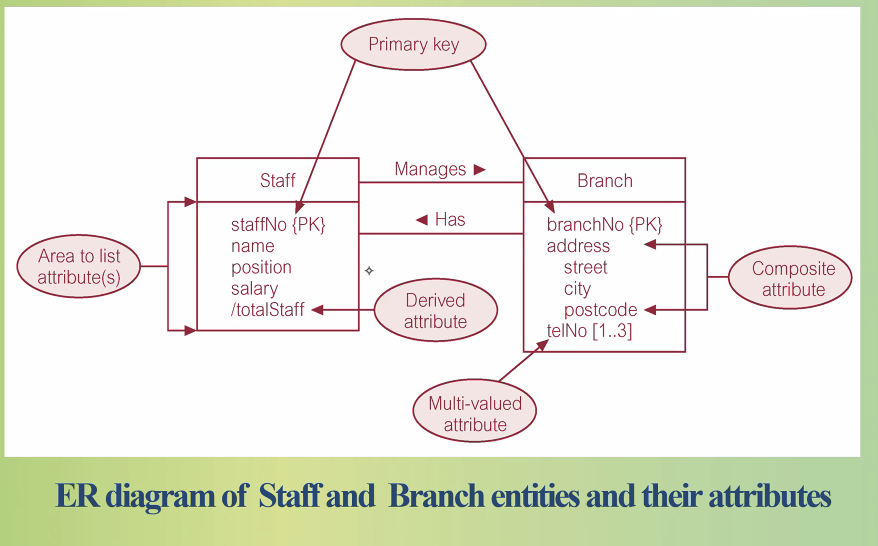 Primary key
Manages ►
Staff
Branch
◄ Has
staffNo {PK}
name
position
salary
/totalStaff
branchNo {PK}
address
street
city
postcode
telNo [1..3]
Area to list
attribute(s)
Derived
attribute
Composite
attribute
Multi-valued
attribute
ER diagram of Staff and Branch entities and their attributes